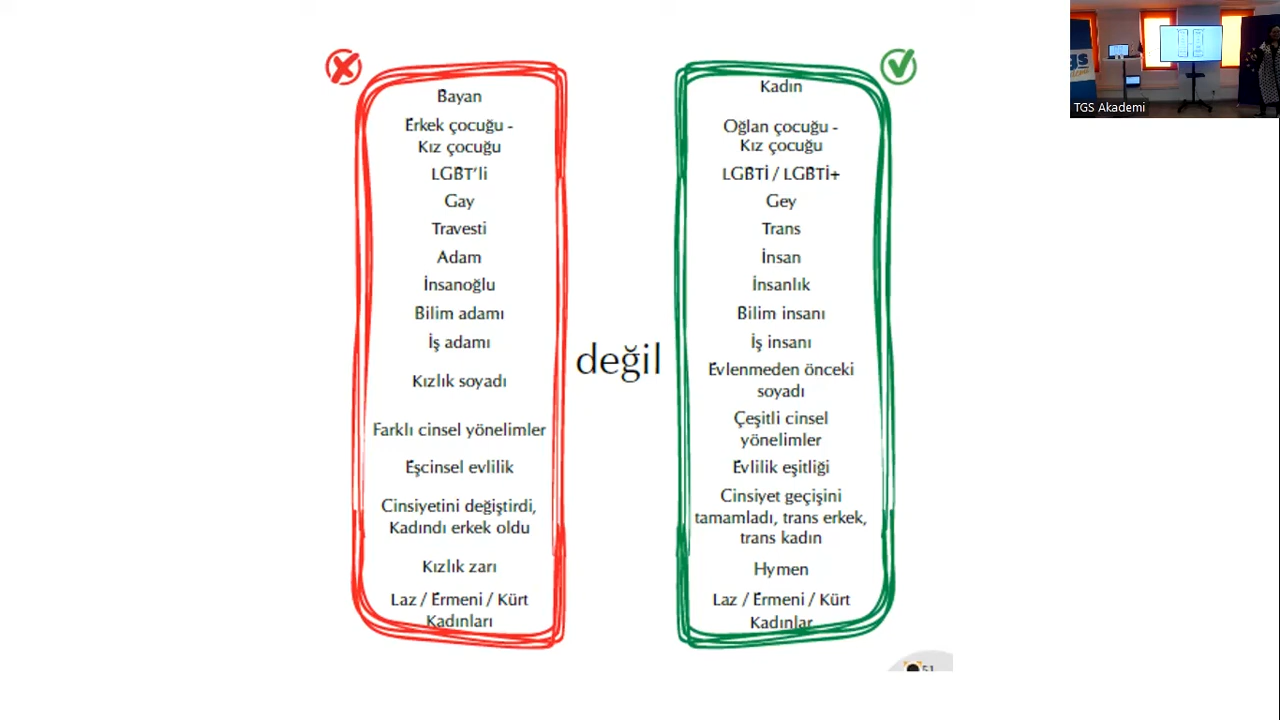 Bayan
Erkek çocuğu -
Kız çocuğu
LGBT'li
Gay
Travesti
Adam
İnsanoğlu
Bilim adamı
İş adamı
Kızlık soyadı
Farklı cinsel yönelimler
Eşcinsel evlilik
Cinsiyetini değiştirdi,
Kadındı erkek oldu
Kızlık zarı
Laz / Ermeni / Kürt
Kadınları
değil
Kadın
Oğlan çocuğu -
Kız çocuğu
LGBTİ / LGBTİ+
Gey
Trans
İnsan
İnsanlık
Bilim insanı
İş insanı
Evlenmeden önceki
soyadı
Çeşitli cinsel
yönelimler
Evlilik eşitliği
Cinsiyet geçişini
tamamladı, trans erkek,
trans kadın
Hymen
Laz / Ermeni / Kürt
Kadınlar
51
TGS Akademi